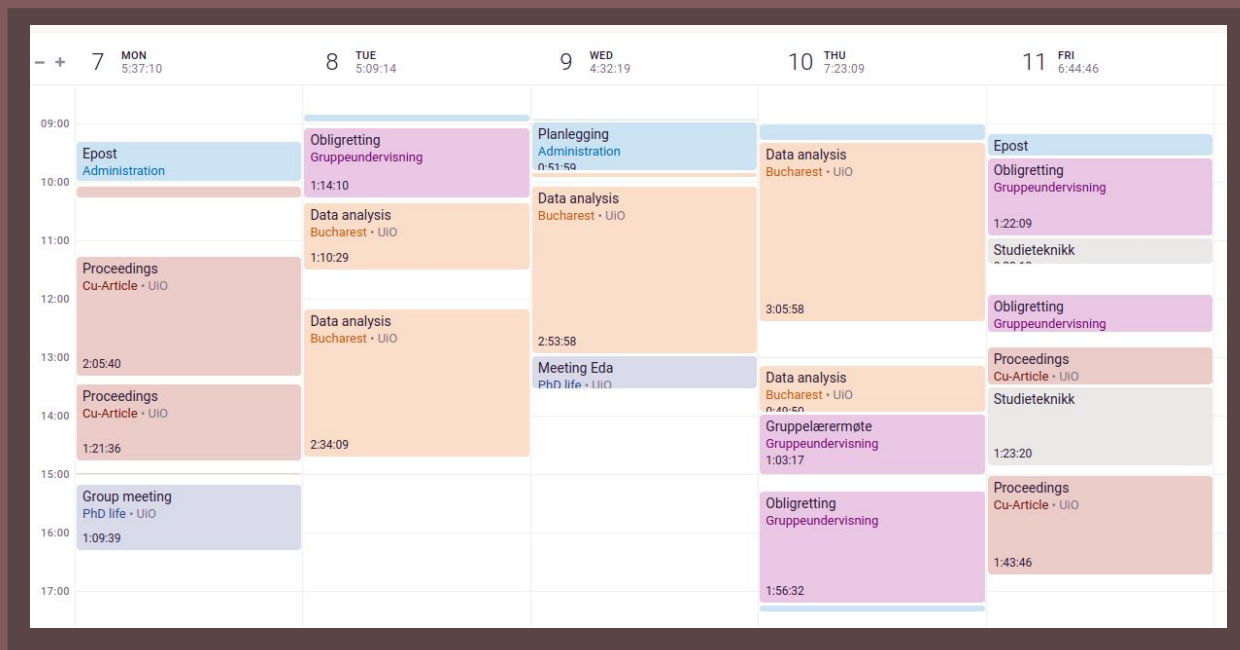 − +
7 MON
5:37:10
8 TUE
5:09:14
9 WED
4:32:19
10 THU
7:23:09
11 FRI
6:44:46
09:00
10:00
11:00
12:00
13:00
14:00
15:00
16:00
17:00
Epost
Administration
Proceedings
Cu-Article • UiO
2:05:40
Proceedings
Cu-Article • UiO
1:21:36
Group meeting
PhD life • UiO
1:09:39
Obligretting
Gruppeundervisning
1:14:10
Data analysis
Bucharest • UiO
1:10:29
Data analysis
Bucharest • UiO
2:34:09
Planlegging
Administration
0:51:59
Data analysis
Bucharest • UiO
2:53:58
Meeting Eda
PhD life • UiO
Data analysis
Bucharest • UiO
3:05:58
Data analysis
Bucharest • UiO
0:49:50
Gruppelærermøte
Gruppeundervisning
1:03:17
Obligretting
Gruppeundervisning
1:56:32
Epost
Obligretting
Gruppeundervisning
1:22:09
Studieteknikk
Obligretting
Gruppeundervisning
Proceedings
Cu-Article • UiO
Studieteknikk
1:23:20
Proceedings
Cu-Article • UiO
1:43:46